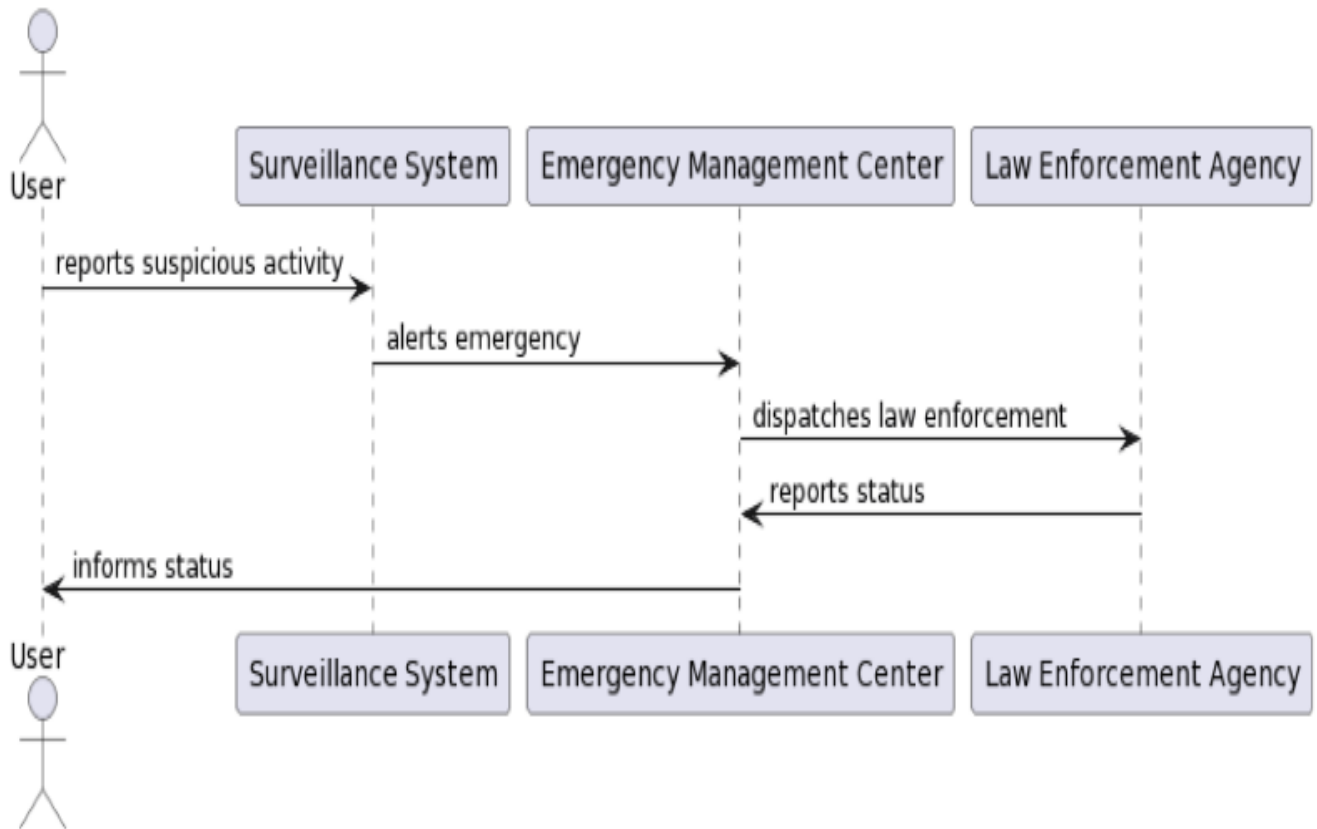 User
Surveillance System
Emergency Management Center
Law Enforcement Agency
reports suspicious activity
alerts emergency
dispatches law enforcement
reports status
informs status
User
Surveillance System
Emergency Management Center
Law Enforcement Agency